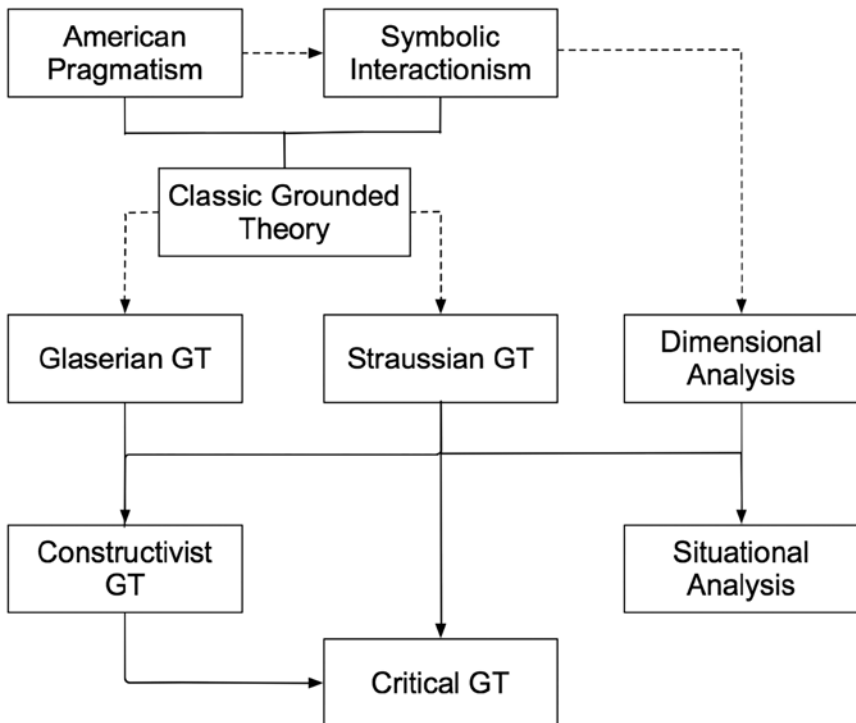 American
Pragmatism
Symbolic
Interactionism
Classic Grounded
Theory
Glaserian GT
Straussian GT
Dimensional
Analysis
Constructivist
GT
Situational
Analysis
Critical GT